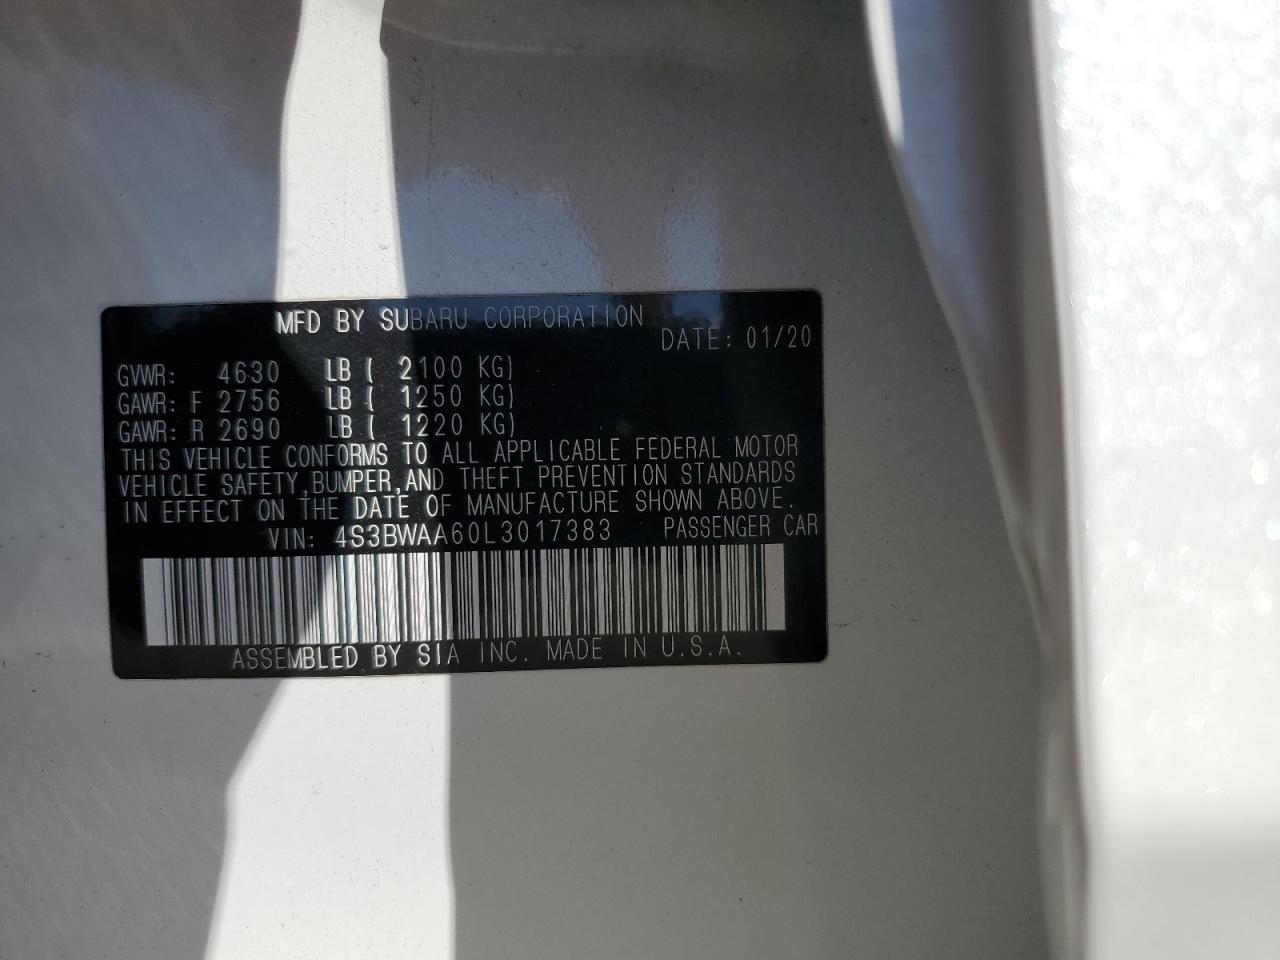 MFD BY SUBARU CORPORATION
DATE: 01/20
GVWR: 4630 LB ( 2100 KG)
GAWR: F 2756 LB ( 1250 KG)
GAWR: R 2690 LB ( 1220 KG)
THIS VEHICLE CONFORMS TO ALL APPLICABLE FEDERAL MOTOR
VEHICLE SAFETY,BUMPER,AND THEFT PREVENTION STANDARDS
IN EFFECT ON THE DATE OF MANUFACTURE SHOWN ABOVE.
VIN: 4S3BWAA60L3017383 PASSENGER CAR
ASSEMBLED BY SIA INC. MADE IN U.S.A.